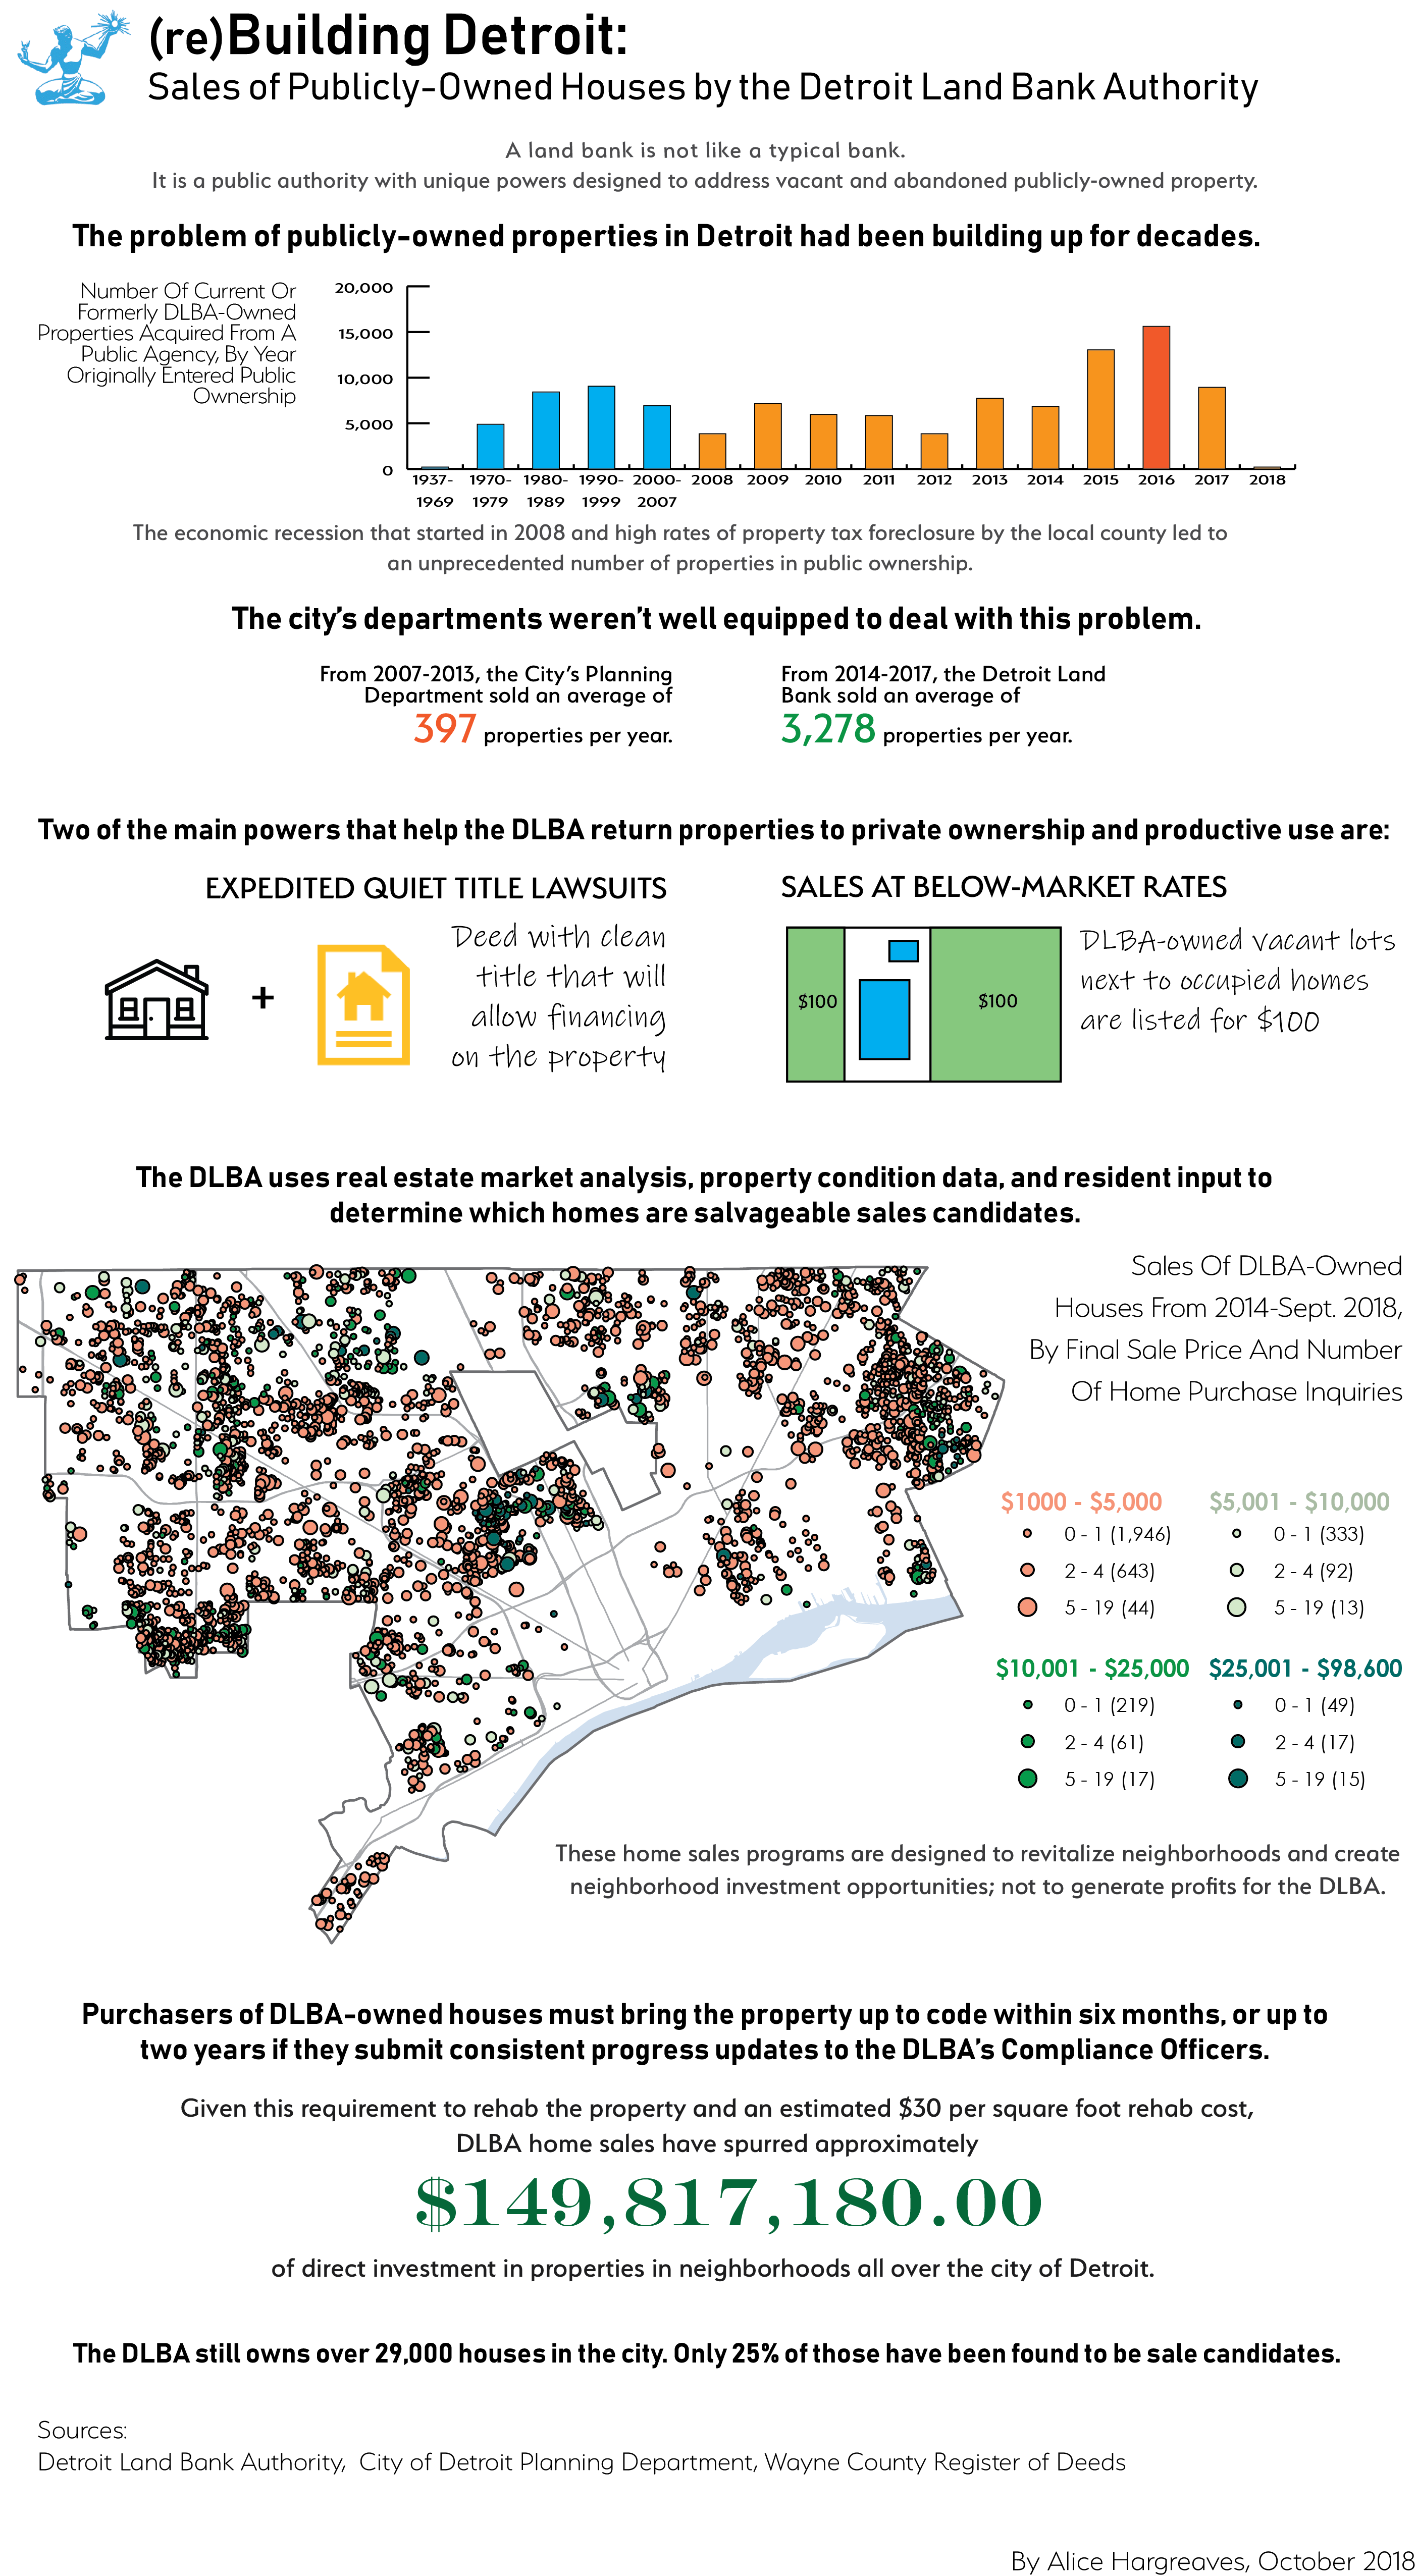 (re)Building Detroit:
Sales of Publicly-Owned Houses by the Detroit Land Bank Authority
A land bank is not like a typical bank.
It is a public authority with unique powers designed to address vacant and abandoned publicly-owned property.
The problem of publicly-owned properties in Detroit had been building up for decades.
Number Of Current Or
Formerly DLBA-Owned
Properties Acquired From A
Public Agency, By Year
Originally Entered Public
Ownership
20,000
15,000
10,000
5,000
0
1937- 1970- 1980- 1990- 2000- 2008 2009 2010 2011 2012 2013 2014 2015 2016 2017 2018
1969 1979 1989 1999 2007
The economic recession that started in 2008 and high rates of property tax foreclosure by the local county led to
an unprecedented number of properties in public ownership.
The city's departments weren't well equipped to deal with this problem.
From 2007-2013, the City's Planning
Department sold an average of
397 properties per year.
From 2014-2017, the Detroit Land
Bank sold an average of
3,278 properties per year.
Two of the main powers that help the DLBA return properties to private ownership and productive use are:
EXPEDITED QUIET TITLE LAWSUITS
+
Deed with clean
title that will
allow financing
on the property
SALES AT BELOW-MARKET RATES
$100
$100
DLBA-owned vacant lots
next to occupied homes
are listed for $100
The DLBA uses real estate market analysis, property condition data, and resident input to
determine which homes are salvageable sales candidates.
Sales Of DLBA-Owned
Houses From 2014-Sept. 2018,
By Final Sale Price And Number
Of Home Purchase Inquiries
$1000 - $5,000
0 - 1 (1,946)
2 - 4 (643)
5 - 19 (44)
$5,001 - $10,000
0 - 1 (333)
2 - 4 (92)
5 - 19 (13)
$10,001 - $25,000
0 - 1 (219)
2 - 4 (61)
5 - 19 (17)
$25,001 - $98,600
0 - 1 (49)
2 - 4 (17)
5 - 19 (15)
These home sales programs are designed to revitalize neighborhoods and create
neighborhood investment opportunities; not to generate profits for the DLBA.
Purchasers of DLBA-owned houses must bring the property up to code within six months, or up to
two years if they submit consistent progress updates to the DLBA's Compliance Officers.
Given this requirement to rehab the property and an estimated $30 per square foot rehab cost,
DLBA home sales have spurred approximately
$149,817,180.00
of direct investment in properties in neighborhoods all over the city of Detroit.
The DLBA still owns over 29,000 houses in the city. Only 25% of those have been found to be sale candidates.
Sources:
Detroit Land Bank Authority, City of Detroit Planning Department, Wayne County Register of Deeds
By Alice Hargreaves, October 2018